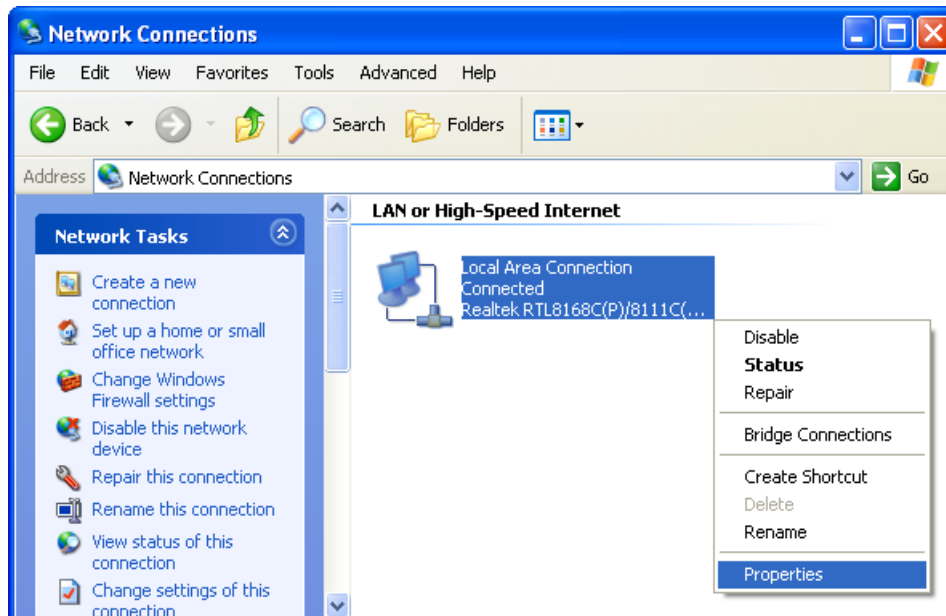 Network Connections
File Edit View Favorites Tools Advanced Help
Back Search Folders
Address Network Connections Go
Network Tasks
Create a new
connection
Set up a home or small
office network
Change Windows
Firewall settings
Disable this network
device
Repair this connection
Rename this connection
View status of this
connection
Change settings of this
connection
LAN or High-Speed Internet
Local Area Connection
Connected
Realtek RTL8168C(P)/8111C(...
Disable
Status
Repair
Bridge Connections
Create Shortcut
Delete
Rename
Properties